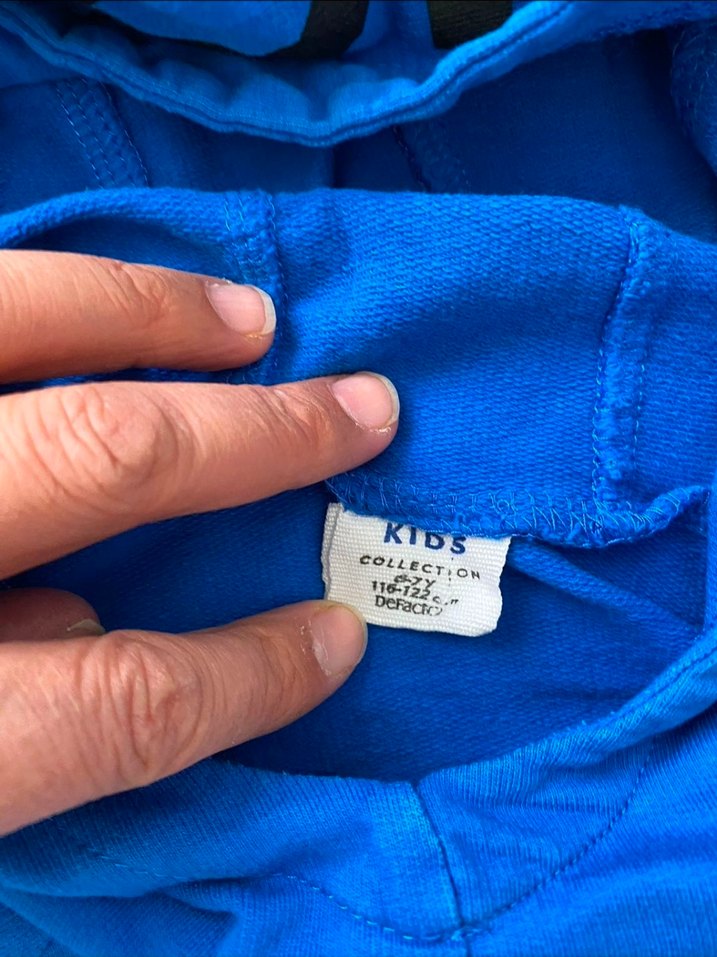 KIDS
COLLECTION
6-7Y
116-122
DeFacto